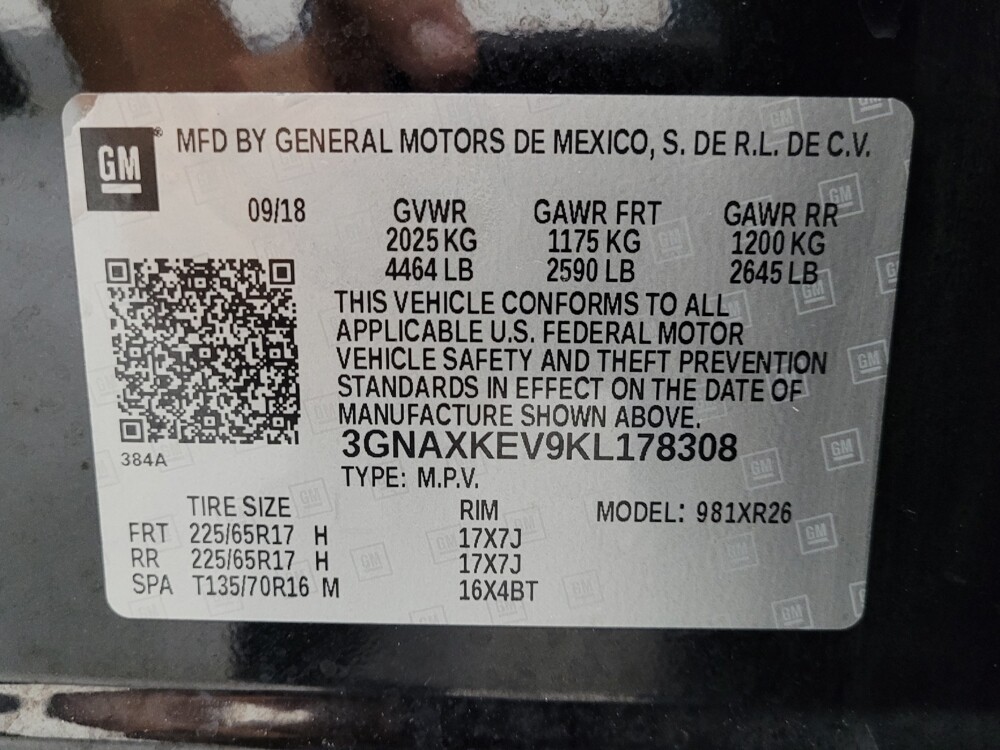 GM® MFD BY GENERAL MOTORS DE MEXICO, S. DE R.L. DE C.V.
09/18 GVWR GAWR FRT GAWR RR
2025 KG 1175 KG 1200 KG
4464 LB 2590 LB 2645 LB
THIS VEHICLE CONFORMS TO ALL
APPLICABLE U.S. FEDERAL MOTOR
VEHICLE SAFETY AND THEFT PREVENTION
STANDARDS IN EFFECT ON THE DATE OF
MANUFACTURE SHOWN ABOVE.
3GNAXKEV9KL178308
384A
TYPE: M.P.V.
TIRE SIZE RIM MODEL: 981XR26
FRT 225/65R17 H 17X7J
RR 225/65R17 H 17X7J
SPA T135/70R16 M 16X4BT